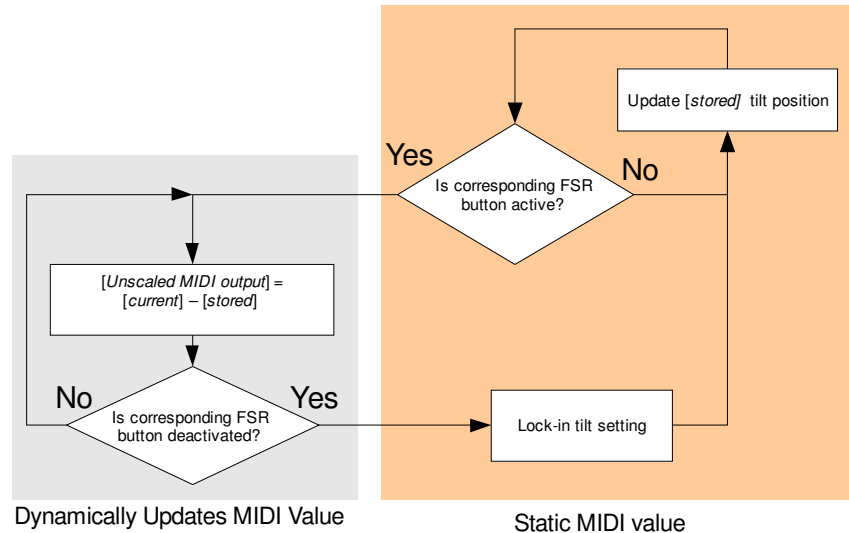 Update [stored] tilt position
Yes
No
Is corresponding FSR
button active?
[Unscaled MIDI output] =
[current] – [stored]
No
Yes
Is corresponding FSR
button deactivated?
Lock-in tilt setting
Dynamically Updates MIDI Value
Static MIDI value